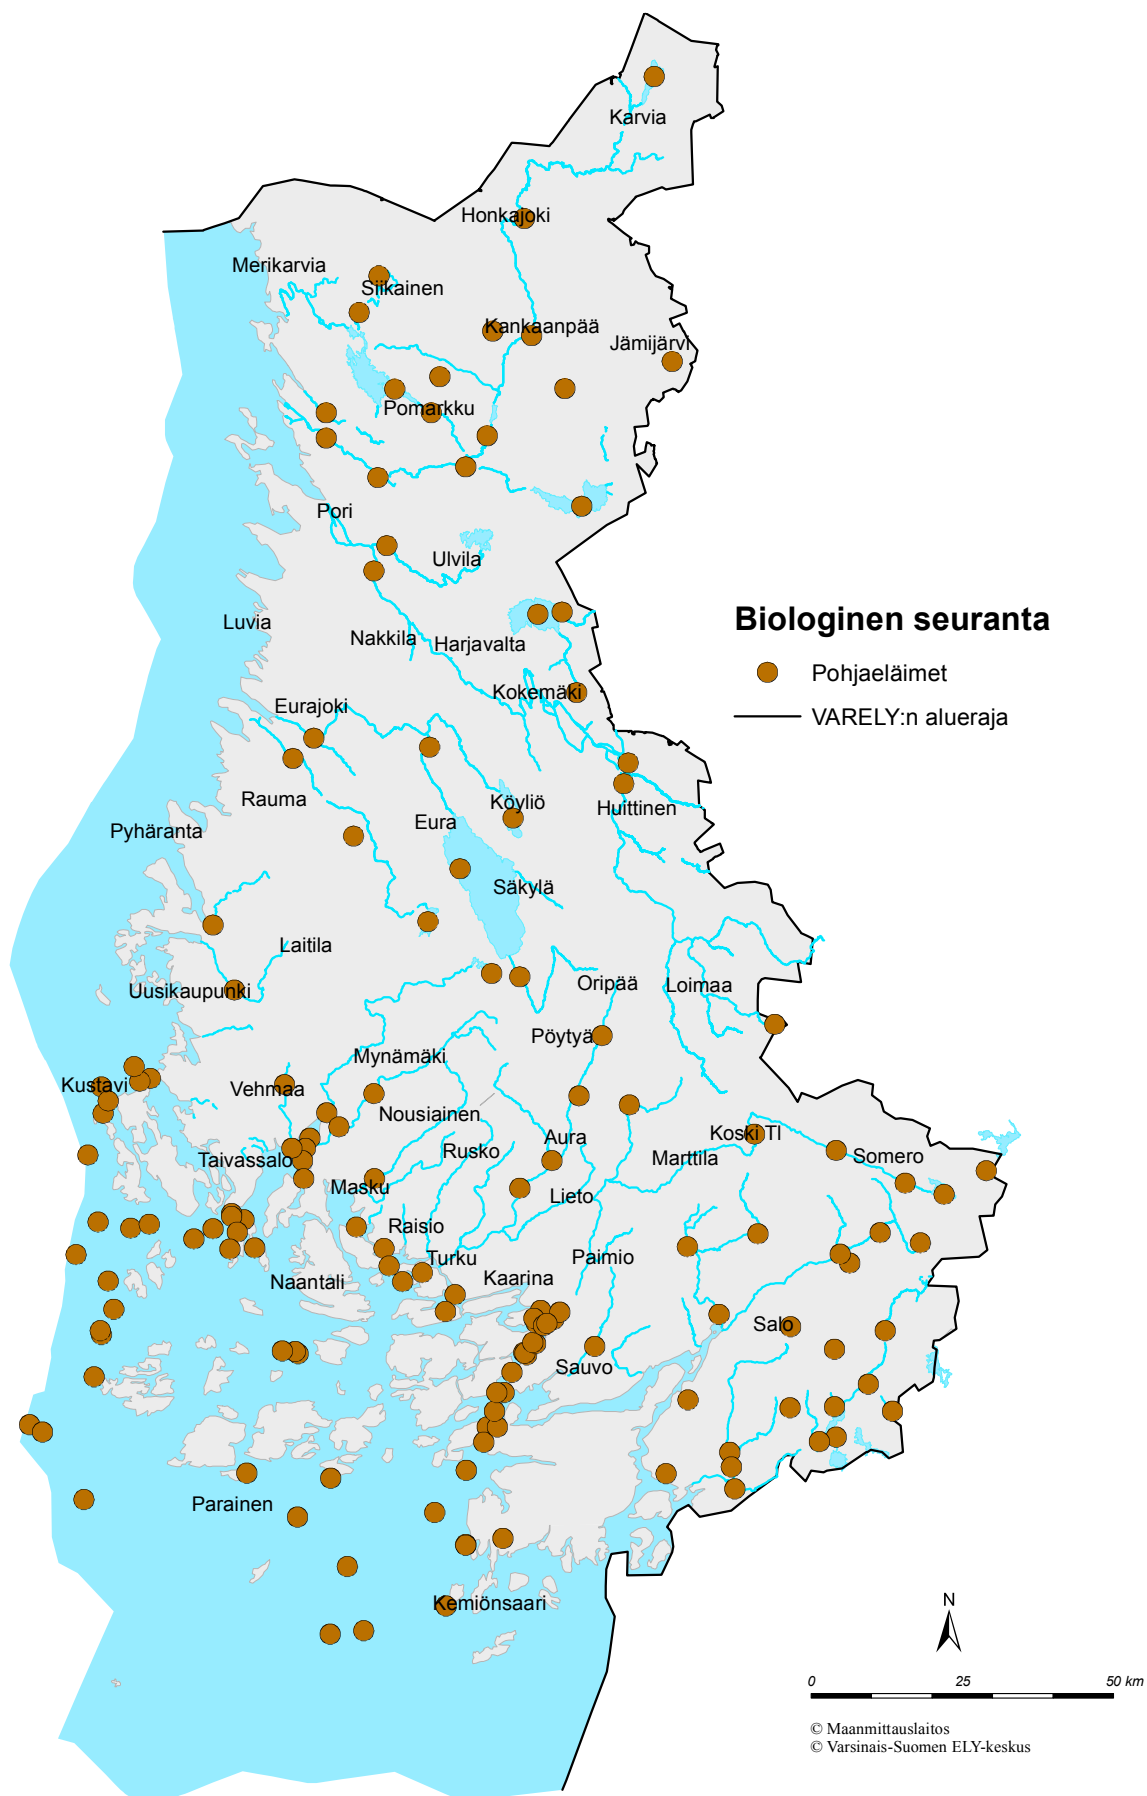 Karvia
Honkajoki
Merikarvia
Siikainen
Kankaanpää
Jämijärvi
Pomarkku
Pori
Ulvila
Luvia
Nakkila
Harjavalta
Biologinen seuranta
Pohjaeläimet
VARELY:n alueraja
Kokemäki
Eurajoki
Rauma
Köyliö
Huittinen
Eura
Pyhäranta
Säkylä
Laitila
Uusikaupunki
Oripää
Loimaa
Pöytyä
Mynämäki
Kustavi
Vehmaa
Nousiainen
Aura
Koski Tl
Rusko
Marttila
Somero
Taivassalo
Masku
Lieto
Raisio
Turku
Paimio
Naantali
Kaarina
Salo
Sauvo
Parainen
Kemiönsaari
N
0 25 50 km
© Maanmittauslaitos
© Varsinais-Suomen ELY-keskus